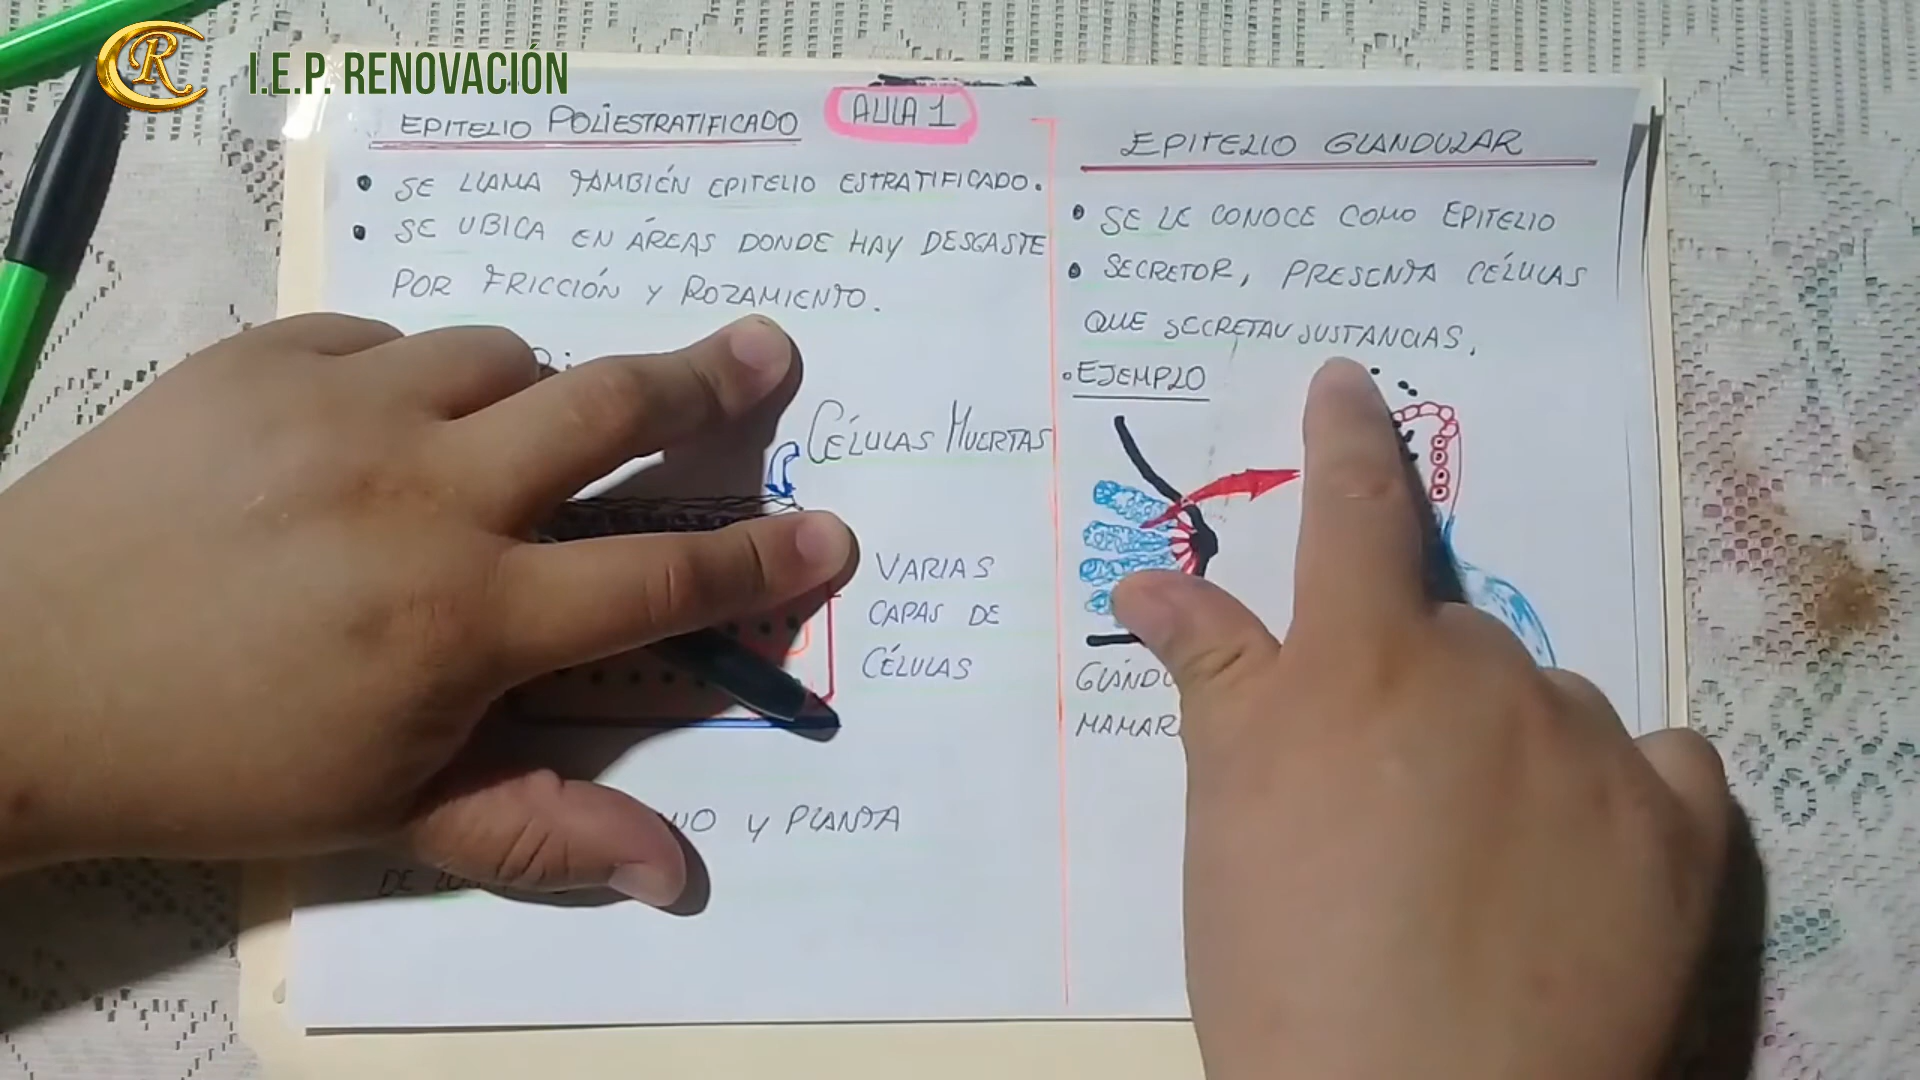 I.E.P. RENOVACIÓN
EPITELIO POLIESTRATIFICADO
AULA 1
SE LLAMA TAMBIÉN EPITELIO ESTRATIFICADO.
SE UBICA EN ÁREAS DONDE HAY DESGASTE
POR FRICCIÓN Y ROZAMIENTO.
CÉLULAS MUERTAS
VARIAS
CAPAS DE
CÉLULAS
Y PLANTA
DE
EPITELIO GLANDULAR
SE LE CONOCE COMO EPITELIO
SECRETOR, PRESENTA CÉLULAS
QUE SECRETAN SUSTANCIAS.
EJEMPLO
GLÁNDU
MAMAR